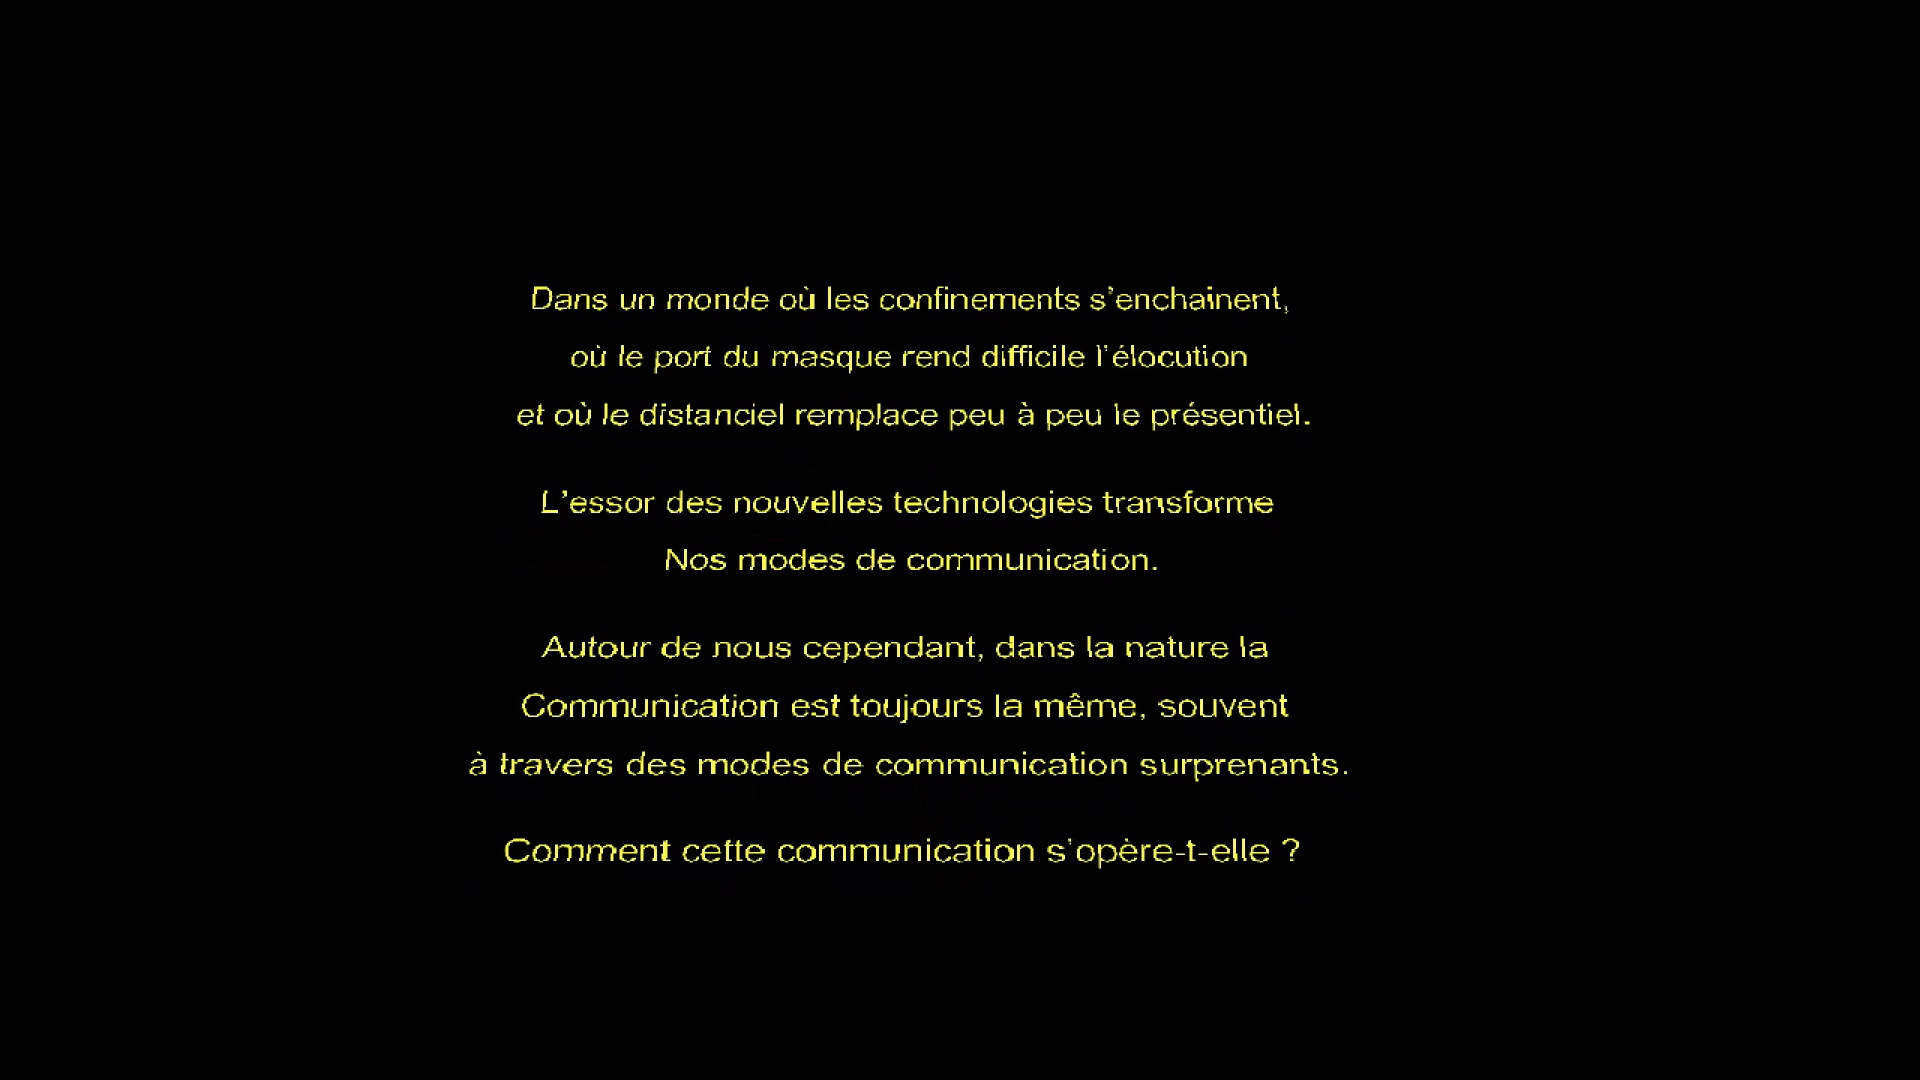 Dans un monde où les confinements s’enchainent,
où le port du masque rend difficile l’élocution
et où le distanciel remplace peu à peu le présentiel.
L’essor des nouvelles technologies transforme
Nos modes de communication.
Autour de nous cependant, dans la nature la
Communication est toujours la même, souvent
à travers des modes de communication surprenants.
Comment cette communication s’opère-t-elle ?